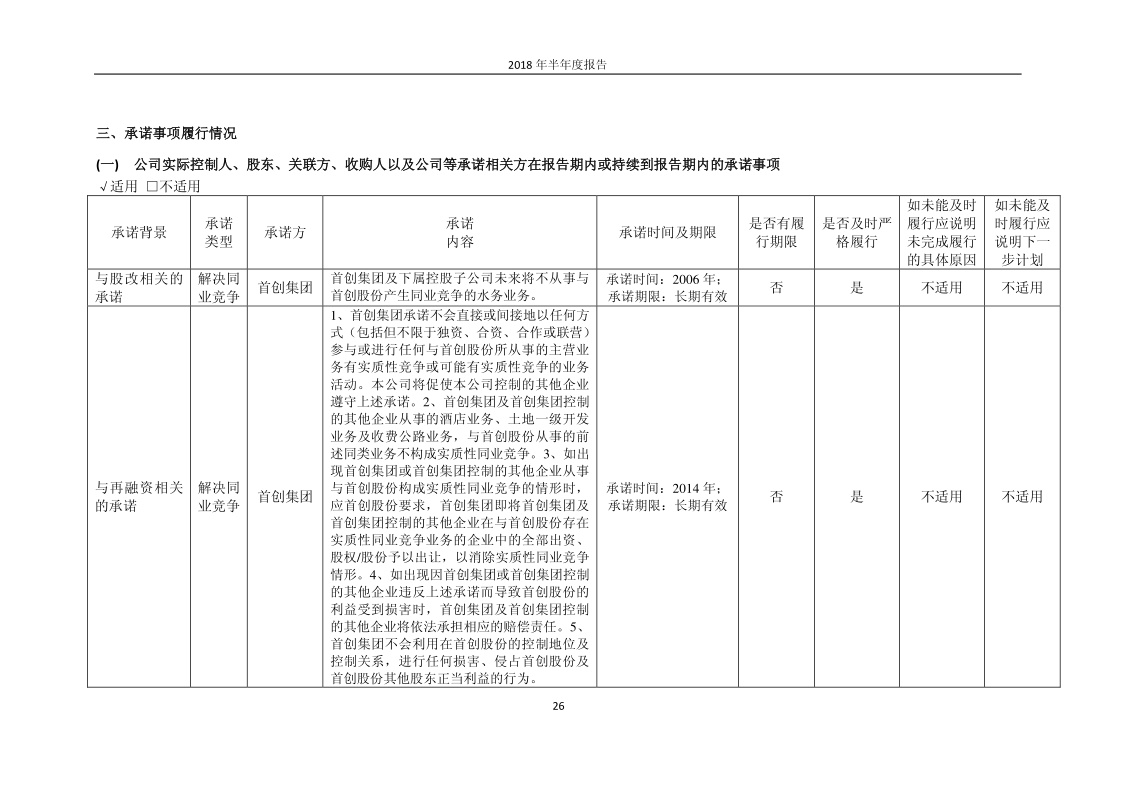 2018 年半年度报告
三、承诺事项履行情况
(一) 公司实际控制人、股东、关联方、收购人以及公司等承诺相关方在报告期内或持续到报告期内的承诺事项
√适用 □不适用
承诺背景
承诺
类型
承诺方
承诺
内容
承诺时间及期限
是否有履
行期限
是否及时严
格履行
如未能及时
履行应说明
未完成履行
的具体原因
如未能及
时履行应
说明下一
步计划
与股改相关的
承诺
解决同
业竞争
首创集团
首创集团及下属控股子公司未来将不从事与
首创股份产生同业竞争的水务业务。
承诺时间：2006 年；
承诺期限：长期有效
否
是
不适用
不适用
与再融资相关
的承诺
解决同
业竞争
首创集团
1、首创集团承诺不会直接或间接地以任何方
式（包括但不限于独资、合资、合作或联营）
参与或进行任何与首创股份所从事的主营业
务有实质性竞争或可能有实质性竞争的业务
活动。本公司将促使本公司控制的其他企业
遵守上述承诺。2、首创集团及首创集团控制
的其他企业从事的酒店业务、土地一级开发
业务及收费公路业务，与首创股份从事的前
述同类业务不构成实质性同业竞争。3、如出
现首创集团或首创集团控制的其他企业从事
与首创股份构成实质性同业竞争的情形时，
应首创股份要求，首创集团即将首创集团及
首创集团控制的其他企业在与首创股份存在
实质性同业竞争业务的企业中的全部出资、
股权/股份予以出让，以消除实质性同业竞争
情形。4、如出现因首创集团或首创集团控制
的其他企业违反上述承诺而导致首创股份的
利益受到损害时，首创集团及首创集团控制
的其他企业将依法承担相应的赔偿责任。5、
首创集团不会利用在首创股份的控制地位及
控制关系，进行任何损害、侵占首创股份及
首创股份其他股东正当利益的行为。
承诺时间：2014 年；
承诺期限：长期有效
否
是
不适用
不适用
26